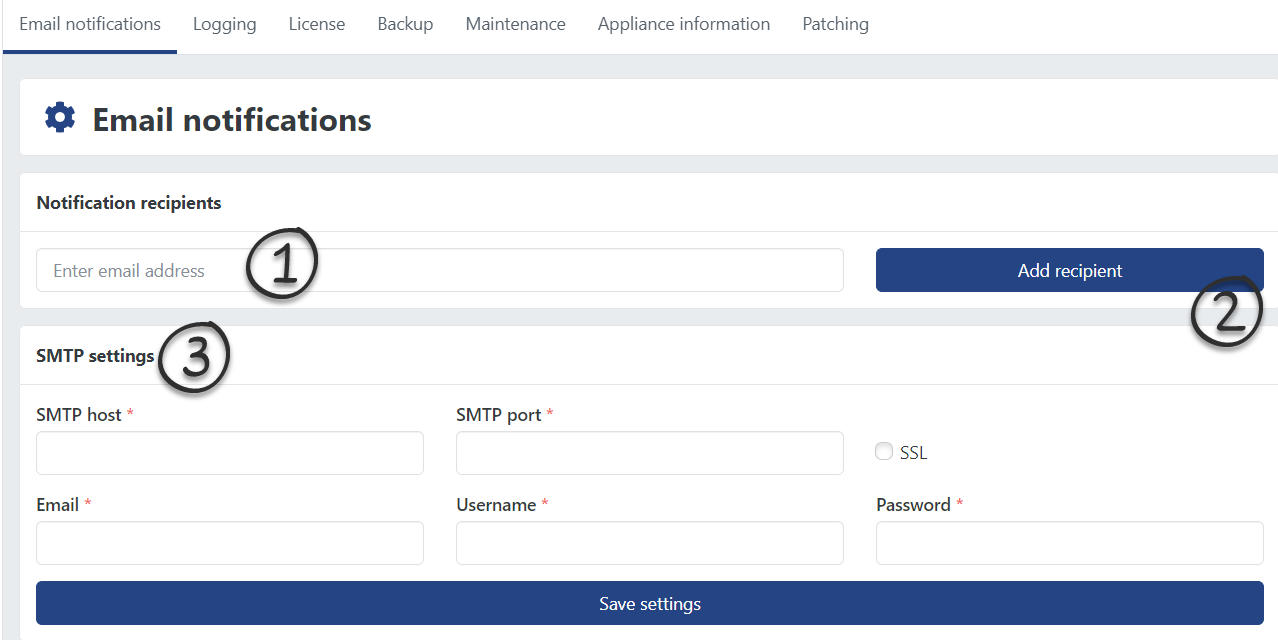 Email notifications Logging License Backup Maintenance Appliance information Patching
Email notifications
Notification recipients
Enter email address 1 Add recipient
2
SMTP settings 3
SMTP host * SMTP port *
SSL
Email * Username * Password *
Save settings